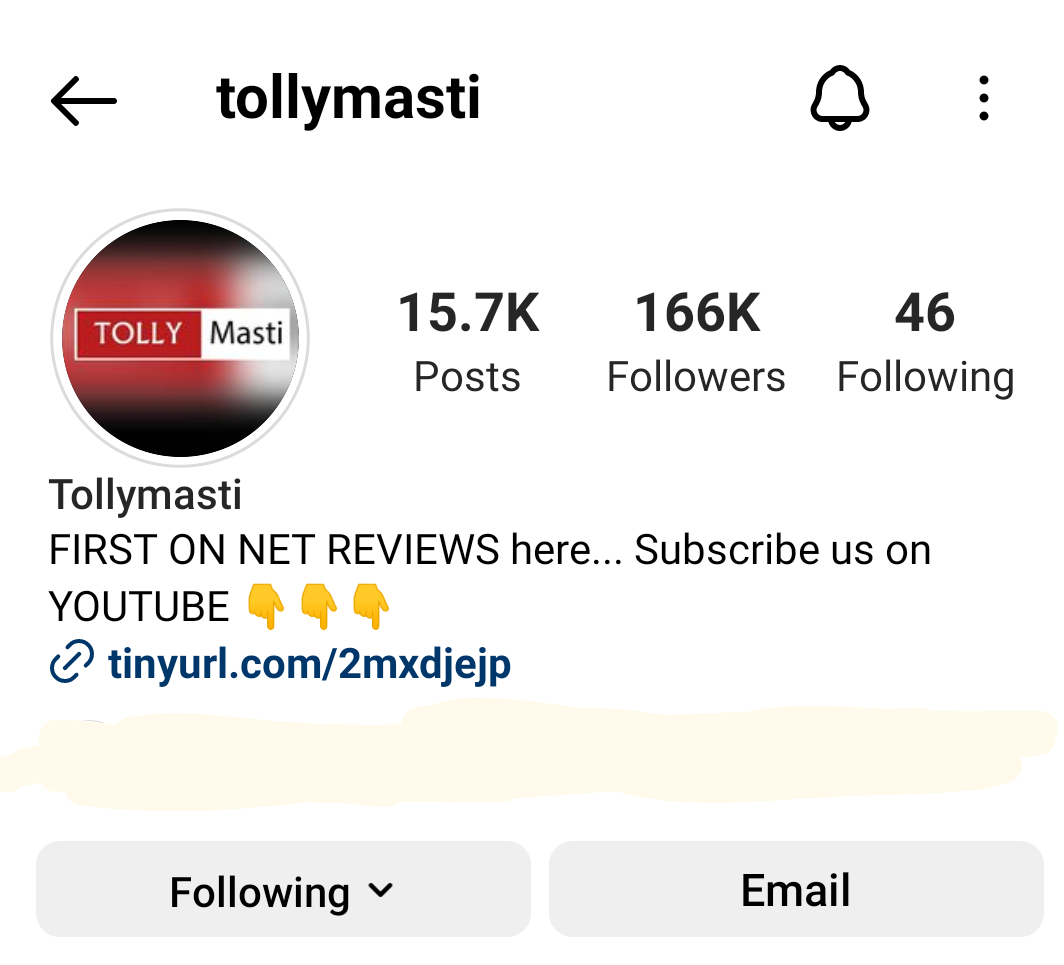 tollymasti
TOLLY Masti
15.7K 166K 46
Posts Followers Following
Tollymasti
FIRST ON NET REVIEWS here... Subscribe us on
YOUTUBE 👇👇👇
tinyurl.com/2mxdjejp
Following Email